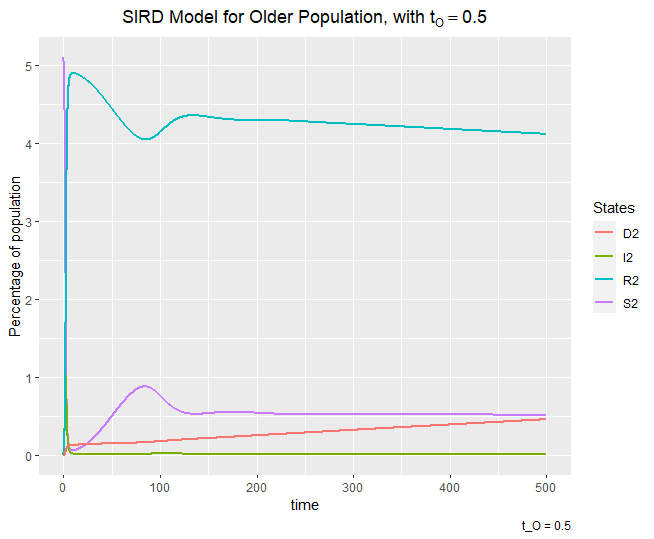 SIRD Model for Older Population, with tO = 0.5
Percentage of population
5
4
3
2
1
0
0 100 200 300 400 500
time
States
D2
I2
R2
S2
t_O = 0.5